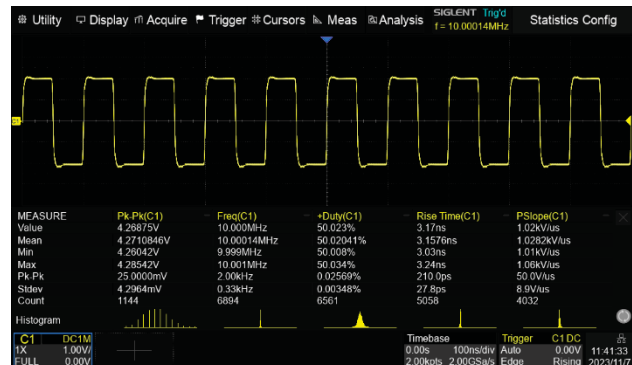 Utility Display Acquire Trigger Cursors Meas Analysis SIGLENT Trig'd Statistics Config
f = 10.00014MHz
C1
MEASURE Pk-Pk(C1) Freq(C1) +Duty(C1) Rise Time(C1) PSlope(C1)
Value 4.26875V 10.000MHz 50.023% 3.17ns 1.02kV/us
Mean 4.2710846V 10.00014MHz 50.02041% 3.1576ns 1.0282kV/us
Min 4.26042V 9.999MHz 50.008% 3.03ns 1.01kV/us
Max 4.28542V 10.001MHz 50.034% 3.24ns 1.06kV/us
Pk-Pk 25.0000mV 2.00kHz 0.02569% 210.0ps 50.0V/us
Stdev 4.2964mV 0.33kHz 0.00348% 27.8ps 8.9V/us
Count 1144 6894 6561 5058 4032
Histogram
C1 DC1M Timebase Trigger C1 DC
1X 1.00V/ 0.00s 100ns/div Auto 0.00V 11:41:33
FULL 0.00V 2.00kpts 2.00GSa/s Edge Rising 2023/11/7